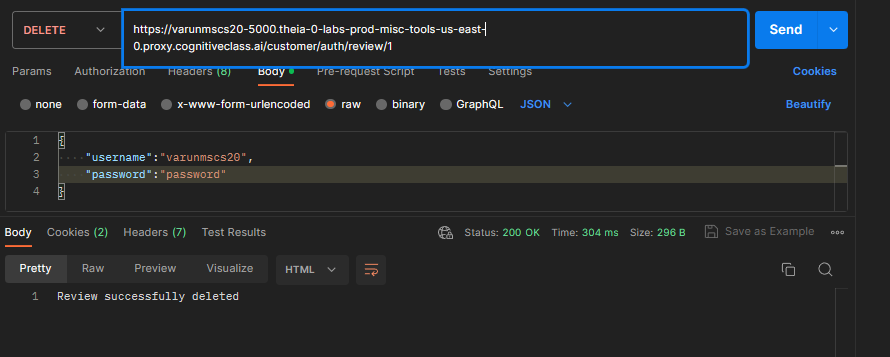 DELETE
https://varunmscs20-5000.theia-0-labs-prod-misc-tools-us-east-
0.proxy.cognitiveclass.ai/customer/auth/review/1
Send
Params Authorization Headers (8) Body Pre-request Script Tests Settings Cookies
none form-data x-www-form-urlencoded raw binary GraphQL JSON Beautify
1 {
2 "username":"varunmscs20",
3 "password":"password"
4 }
Body Cookies (2) Headers (7) Test Results Status: 200 OK Time: 304 ms Size: 296 B Save as Example
Pretty Raw Preview Visualize HTML
1 Review successfully deleted